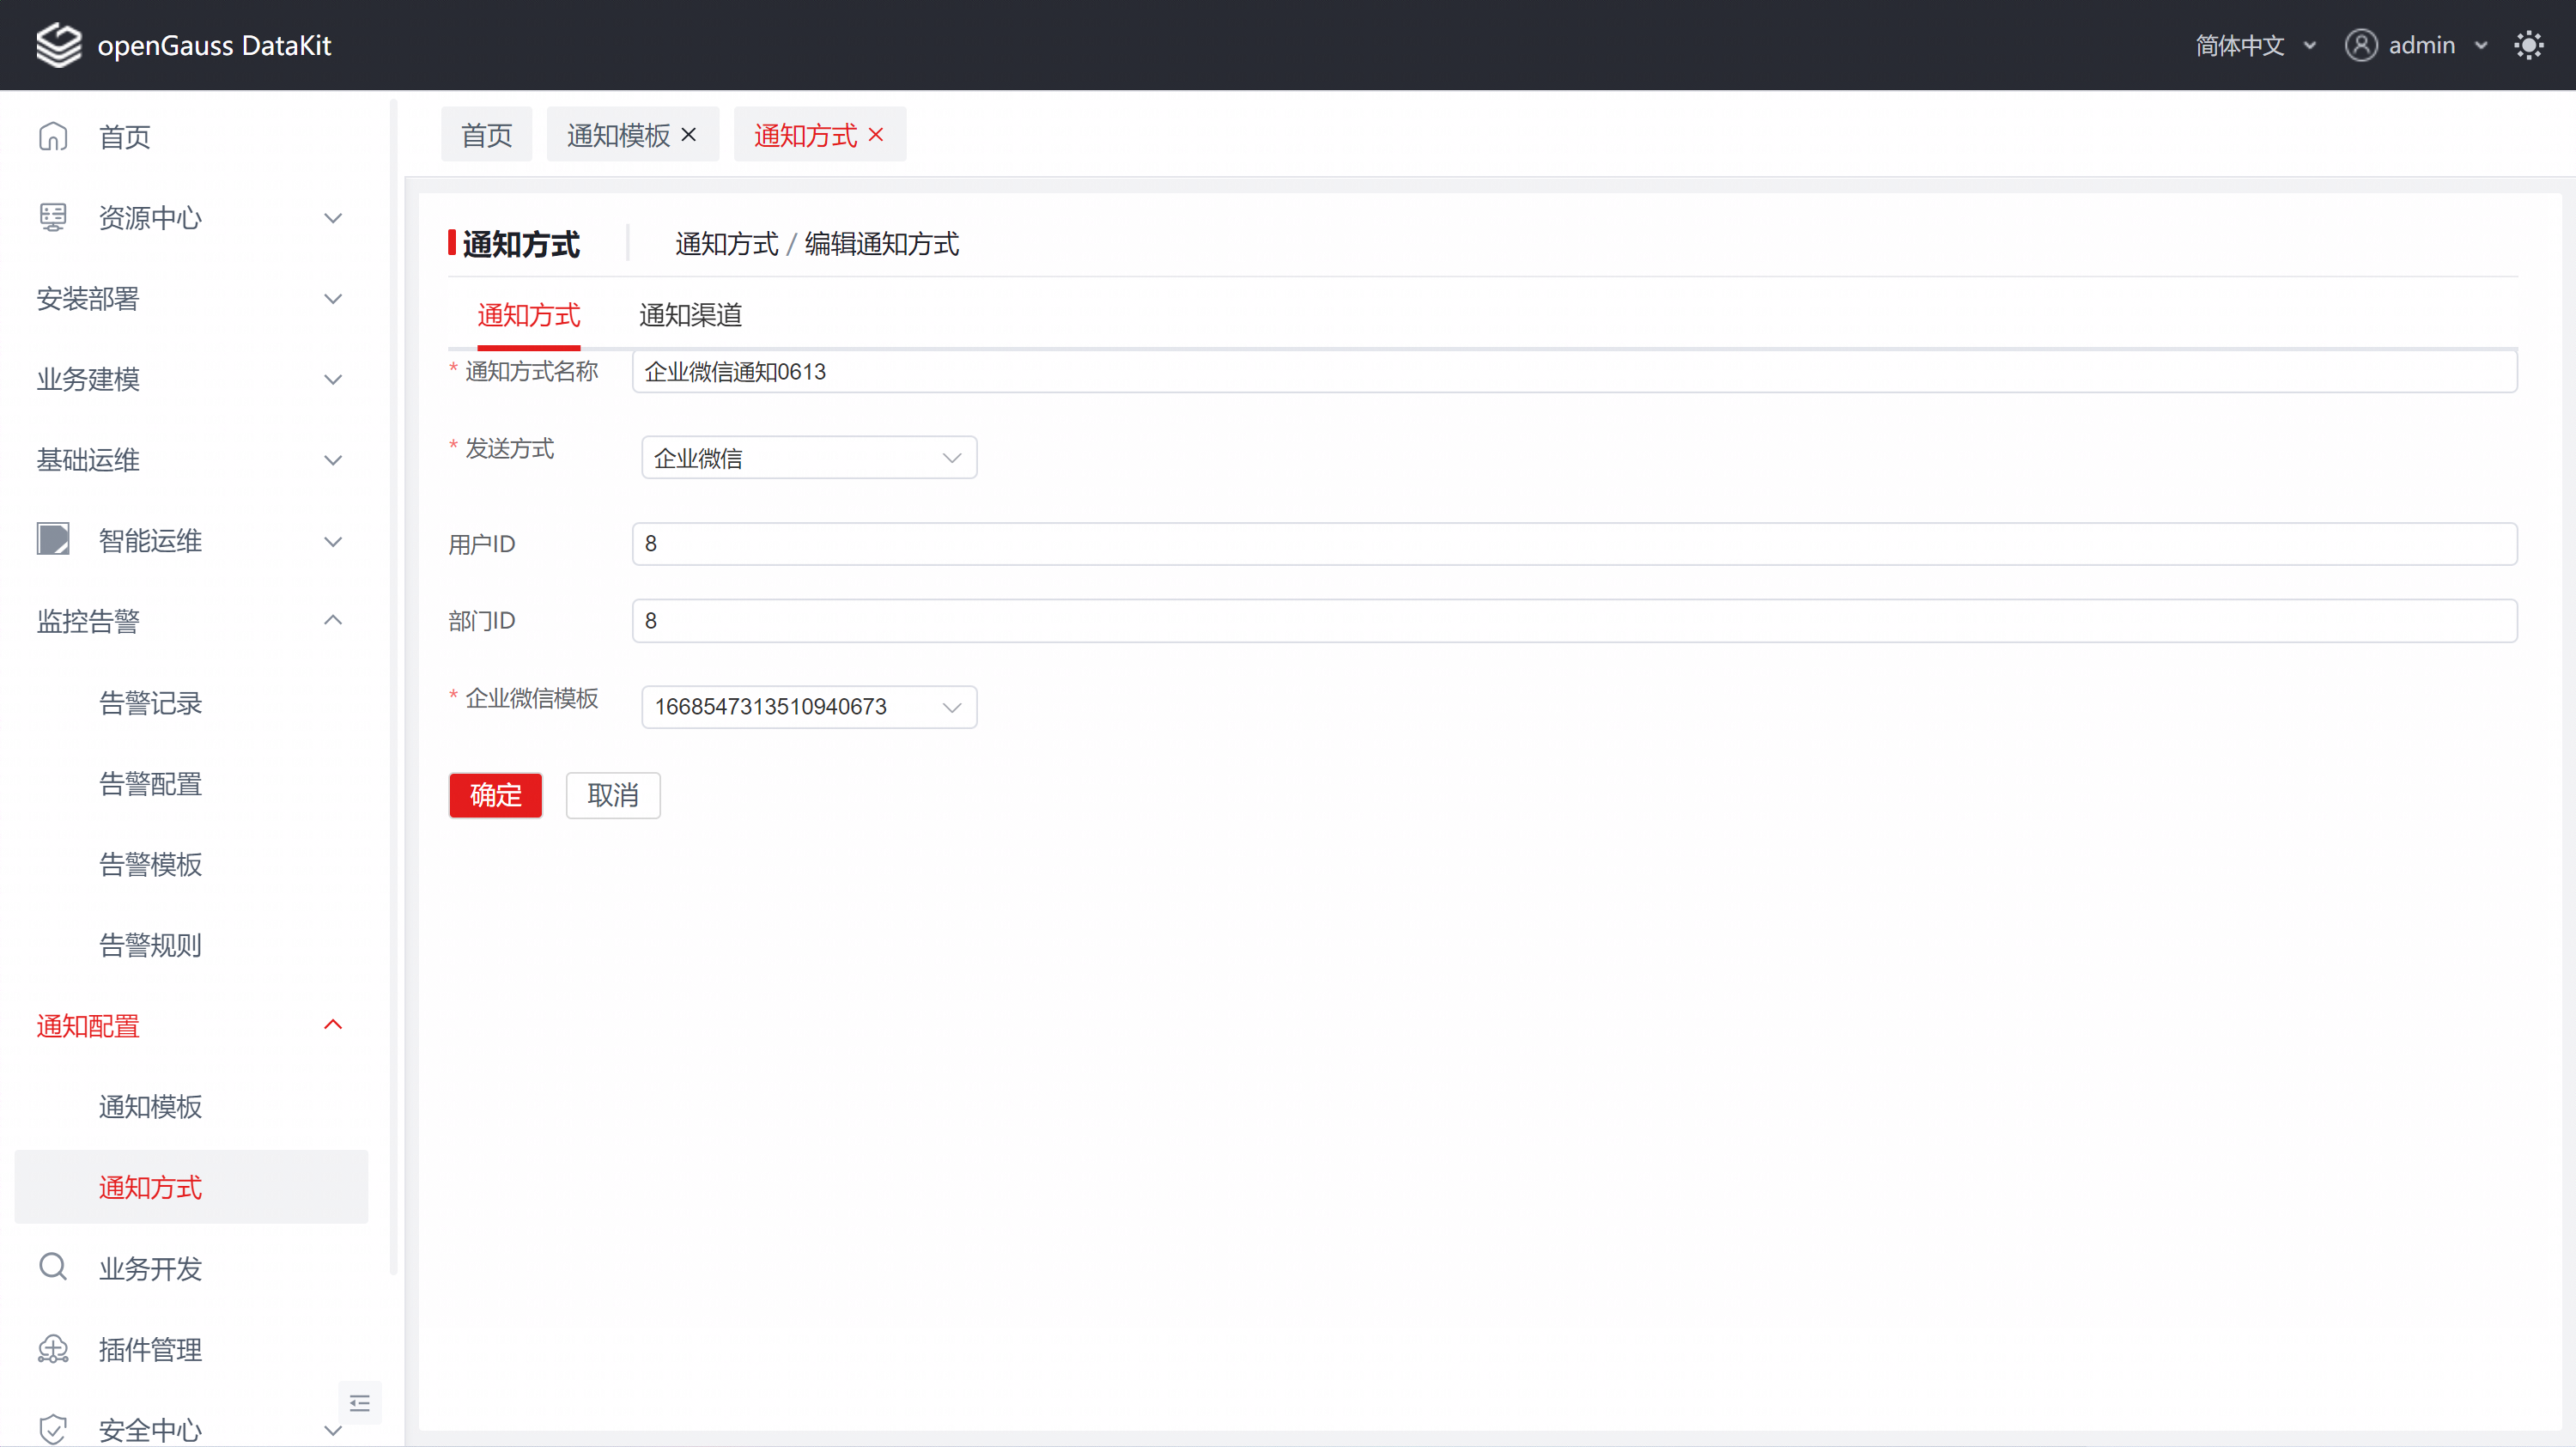 openGauss DataKit
简体中文
admin
首页
资源中心
安装部署
业务建模
基础运维
智能运维
监控告警
告警记录
告警配置
告警模板
告警规则
通知配置
通知模板
通知方式
业务开发
插件管理
安全中心
首页 通知模板 通知方式
通知方式 通知方式 / 编辑通知方式
通知方式 通知渠道
* 通知方式名称 企业微信通知0613
* 发送方式 企业微信
用户ID 8
部门ID 8
* 企业微信模板 1668547313510940673
确定 取消